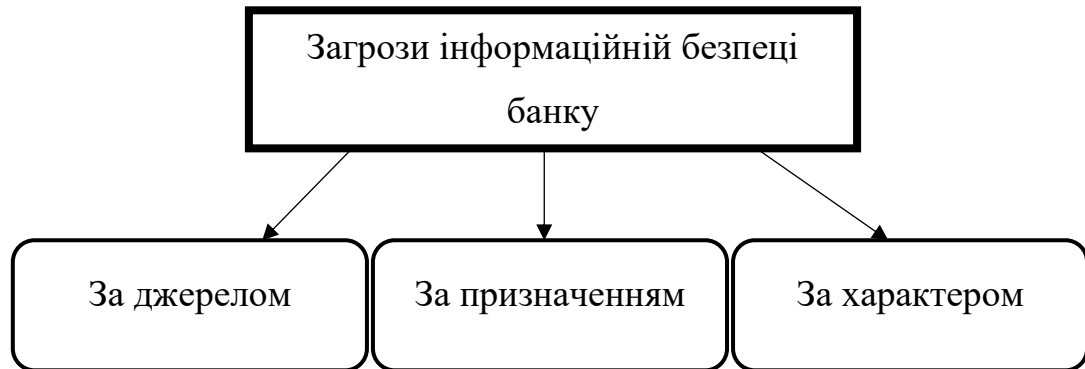 Загрози інформаційній безпеці
банку
За джерелом
За призначенням
За характером